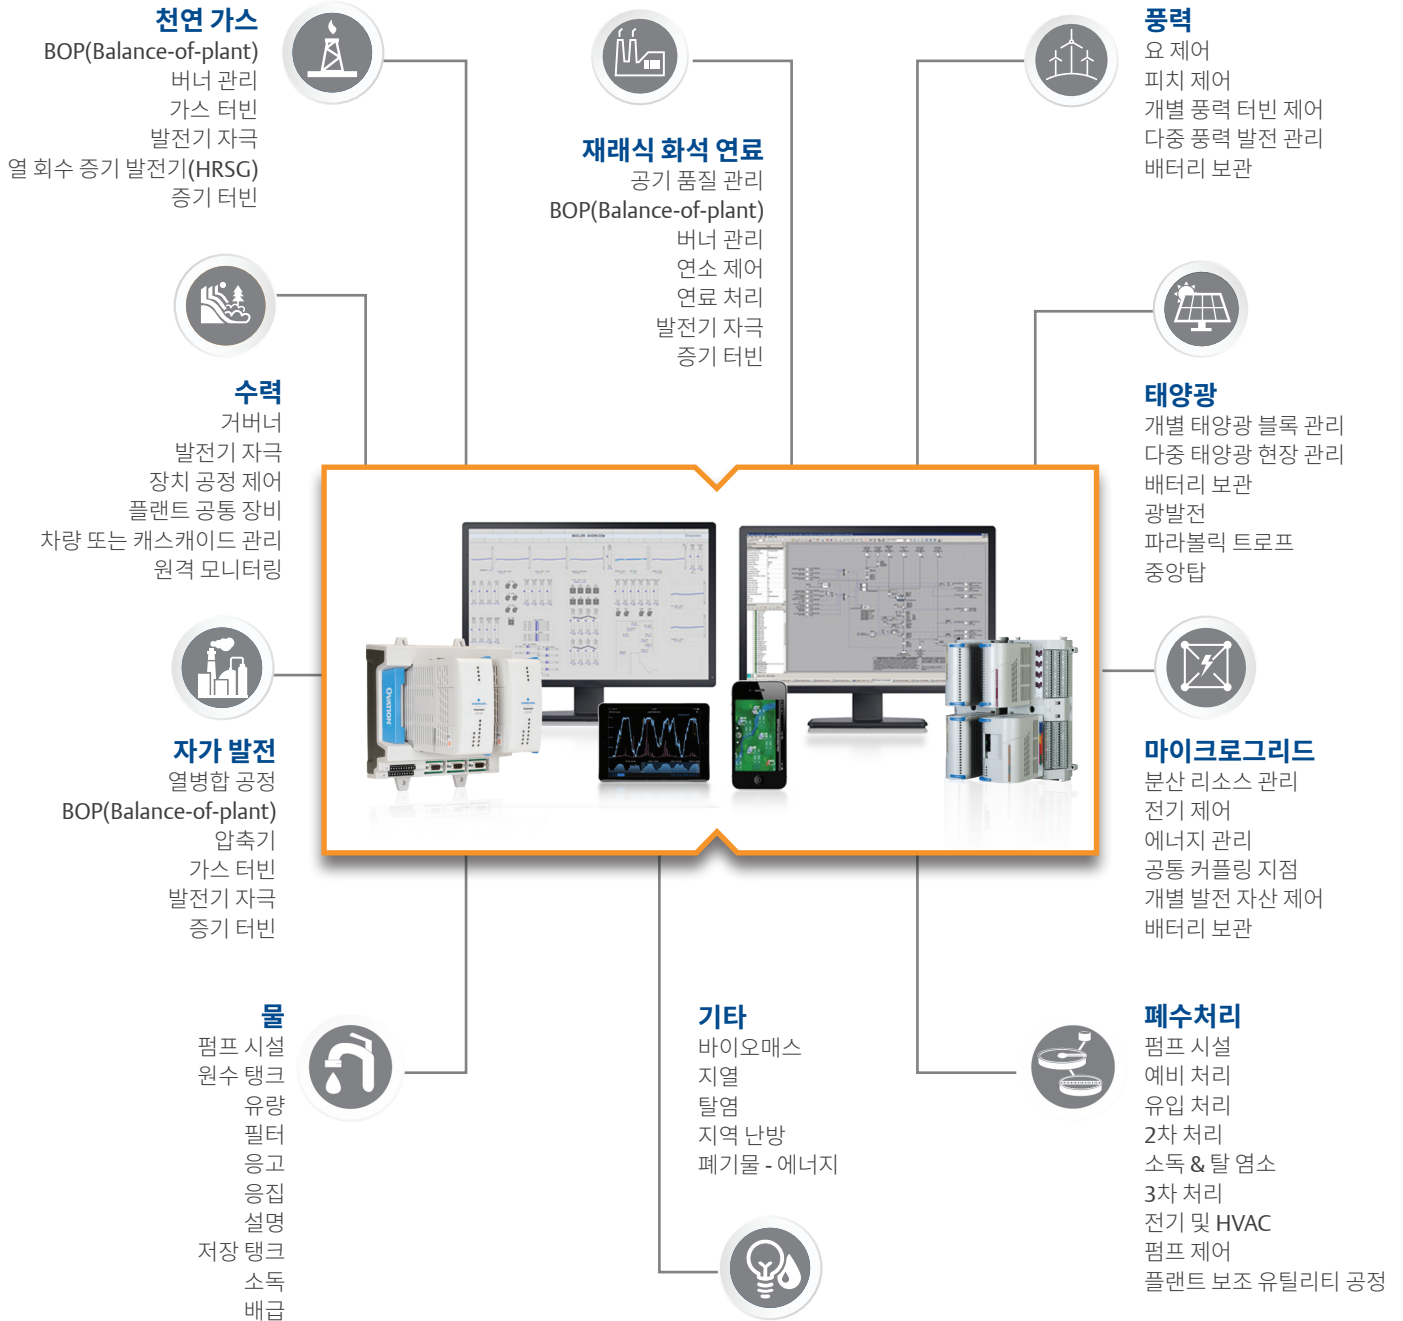 천연 가스
BOP(Balance-of-plant)
버너 관리
가스 터빈
발전기 자극
열 회수 증기 발전기(HRSG)
증기 터빈
재래식 화석 연료
공기 품질 관리
BOP(Balance-of-plant)
버너 관리
연소 제어
연료 처리
발전기 자극
증기 터빈
풍력
요 제어
피치 제어
개별 풍력 터빈 제어
다중 풍력 발전 관리
배터리 보관
수력
거버너
발전기 자극
장치 공정 제어
플랜트 공통 장비
차량 또는 캐스케이드 관리
원격 모니터링
태양광
개별 태양광 블록 관리
다중 태양광 현장 관리
배터리 보관
광발전
파라볼릭 트로프
중앙탑
BOILER OVERVIEW
OVATION
자가 발전
열병합 공정
BOP(Balance-of-plant)
압축기
가스 터빈
발전기 자극
증기 터빈
마이크로그리드
분산 리소스 관리
전기 제어
에너지 관리
공통 커플링 지점
개별 발전 자산 제어
배터리 보관
물
펌프 시설
원수 탱크
유량
필터
응고
응집
설명
저장 탱크
소독
배급
기타
바이오매스
지열
탈염
지역 난방
폐기물 - 에너지
폐수처리
펌프 시설
예비 처리
유입 처리
2차 처리
소독 & 탈 염소
3차 처리
전기 및 HVAC
펌프 제어
플랜트 보조 유틸리티 공정